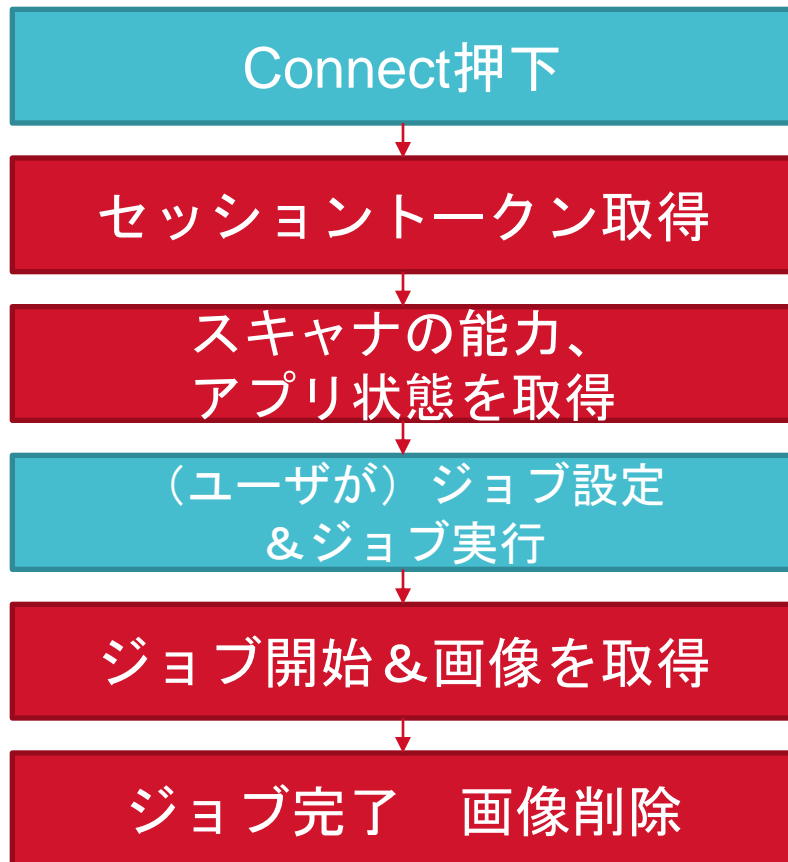 Connect押下
セッショントークン取得
スキャナの能力、
アプリ状態を取得
（ユーザが）ジョブ設定
＆ジョブ実行
ジョブ開始＆画像を取得
ジョブ完了　画像削除